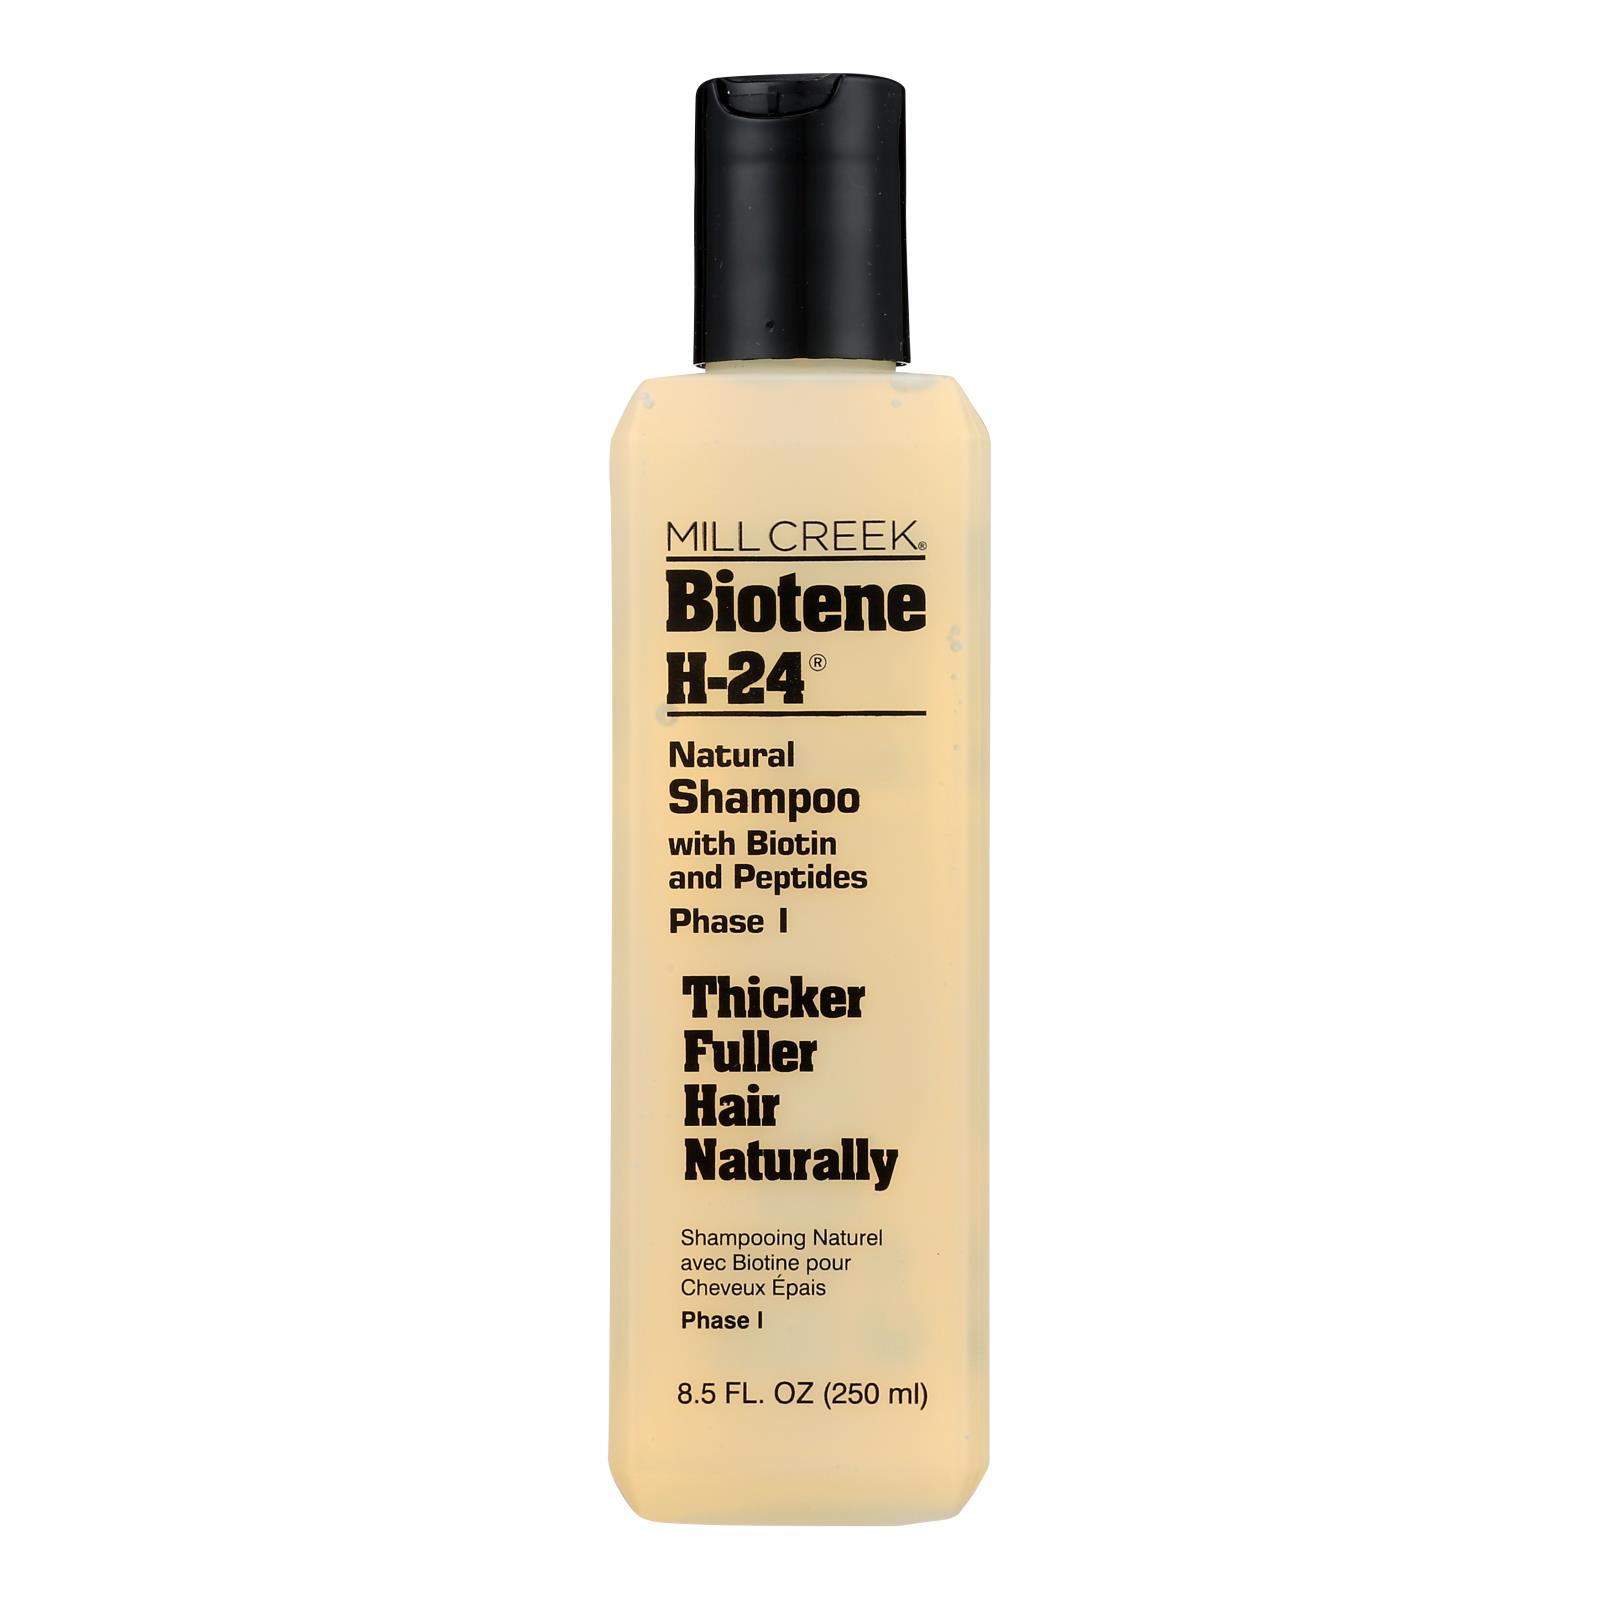 MILL CREEK®
Biotene
H-24®
Natural
Shampoo
with Biotin
and Peptides
Phase I
Thicker
Fuller
Hair
Naturally
Shampooing Naturel
avec Biotine pour
Cheveux Épais
Phase I
8.5 FL. OZ (250 ml)